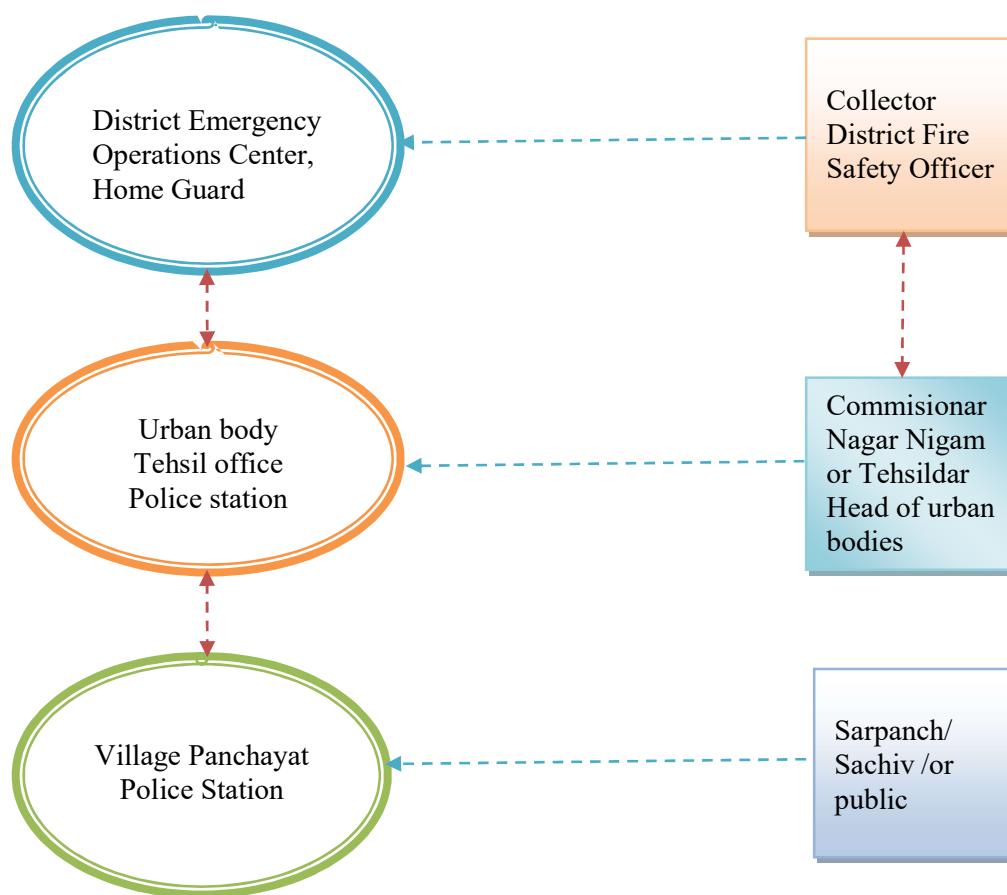 District Emergency
Operations Center,
Home Guard
Collector
District Fire
Safety Officer
Urban body
Tehsil office
Police station
Commisionar
Nagar Nigam
or Tehsildar
Head of urban
bodies
Village Panchayat
Police Station
Sarpanch/
Sachiv /or
public